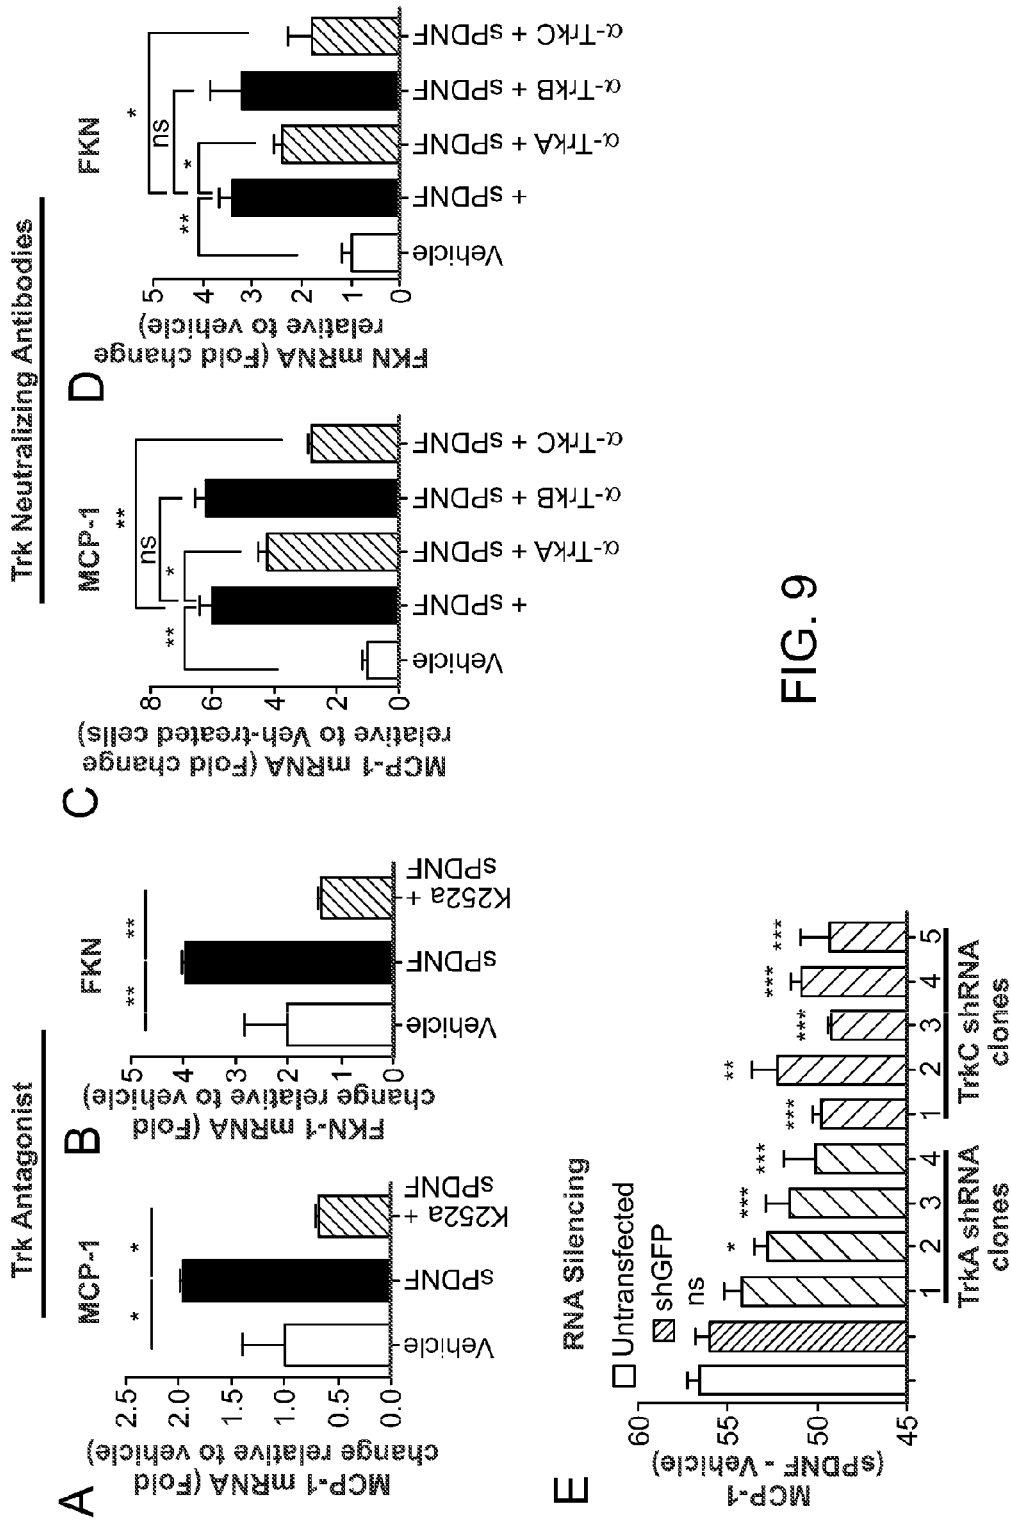 Trk Antagonist
A
MCP-1
MCP-1 mRNA (Fold
change relative to vehicle)
2.5
2.0
1.5
1.0
0.5
0.0
*
*
Vehicle
sPDNF
K252a +
sPDNF
B
FKN
FKN-1 mRNA (Fold
change relative to vehicle)
5
4
3
2
1
0
**
**
Vehicle
sPDNF
K252a +
sPDNF
Trk Neutralizing Antibodies
C
MCP-1
MCP-1 mRNA (Fold change
relative to Veh-treated cells)
8
6
4
2
0
**
*
ns
**
Vehicle
+ sPDNF
α-TrkA + sPDNF
α-TrkB + sPDNF
α-TrkC + sPDNF
D
FKN
FKN mRNA (Fold change
relative to vehicle)
5
4
3
2
1
0
**
*
ns
*
Vehicle
+ sPDNF
α-TrkA + sPDNF
α-TrkB + sPDNF
α-TrkC + sPDNF
E
RNA Silencing
Untransfected
shGFP
MCP-1
(sPDNF - Vehicle)
60
55
50
45
ns
*
***
***
***
**
***
***
***
1 2 3 4
TrkA shRNA
clones
1 2 3 4 5
TrkC shRNA
clones
FIG. 9